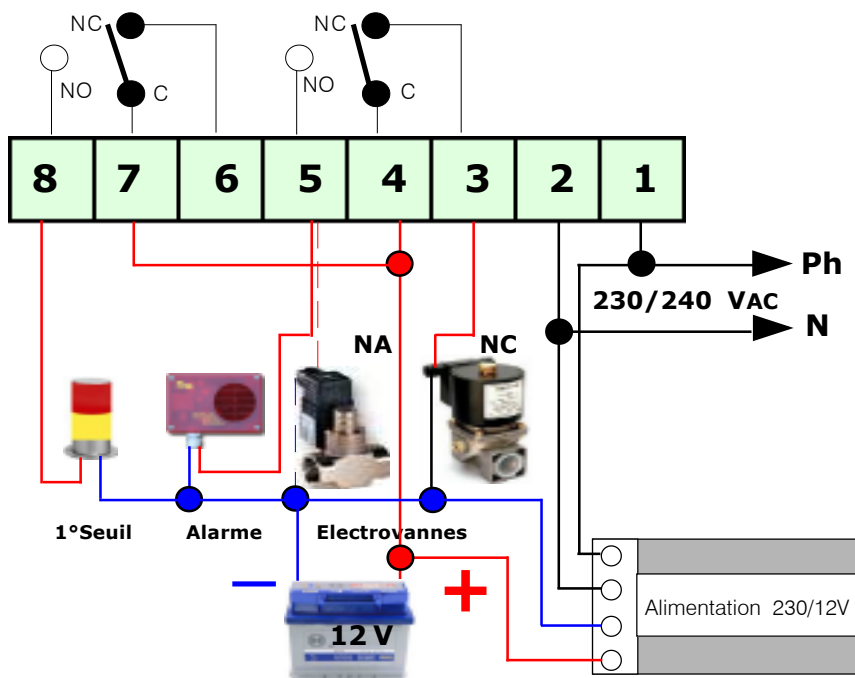 NC NC
NO C NO C
8 7 6 5 4 3 2 1
Ph
230/240 VAC
N
NA NC
1°Seuil Alarme Electrovannes
− +
12 V
Alimentation 230/12V